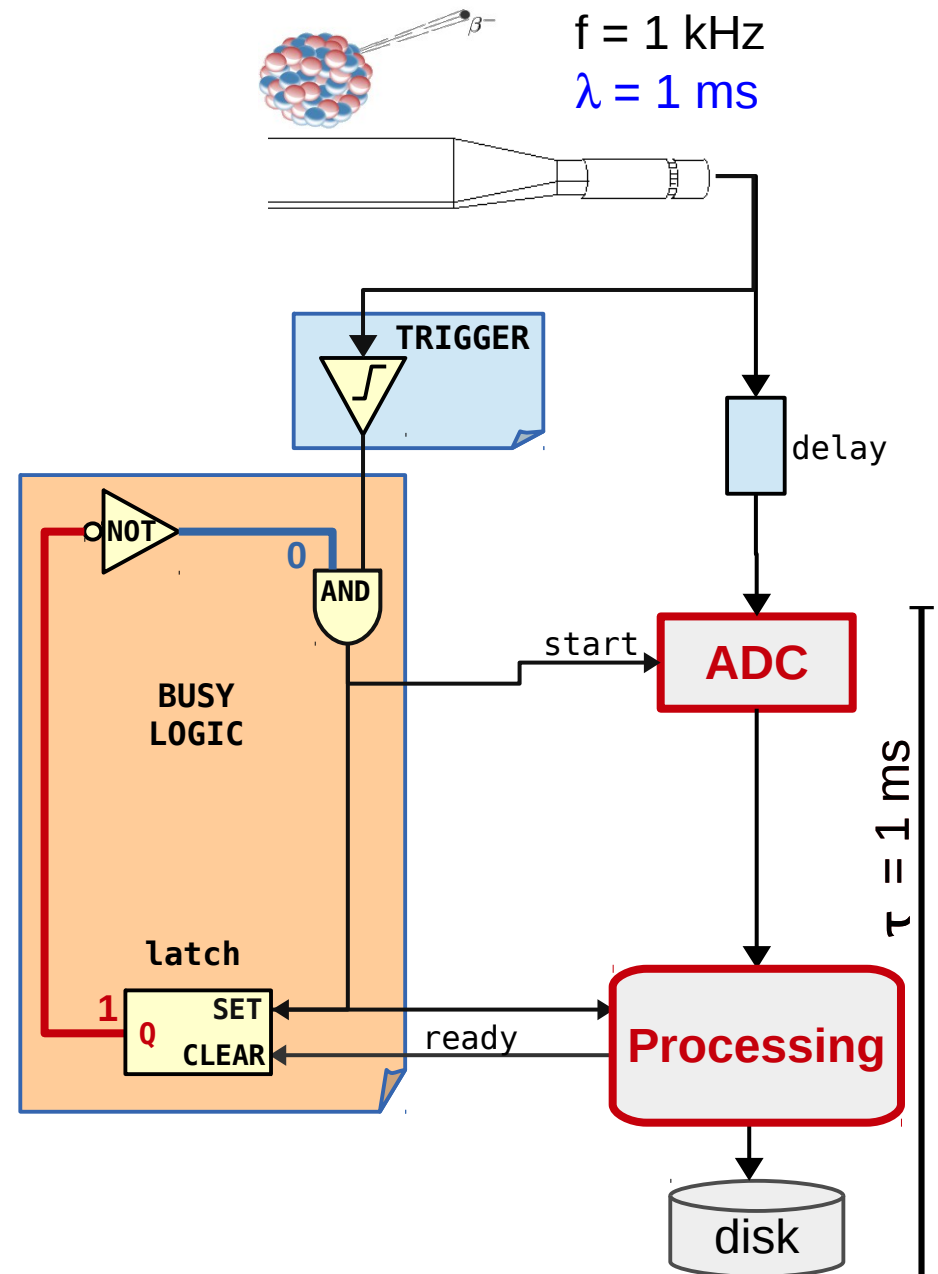 β⁻
f = 1 kHz
λ = 1 ms
TRIGGER
delay
NOT
0
AND
start
ADC
BUSY
LOGIC
τ = 1 ms
latch
1
Q
SET
CLEAR
ready
Processing
disk